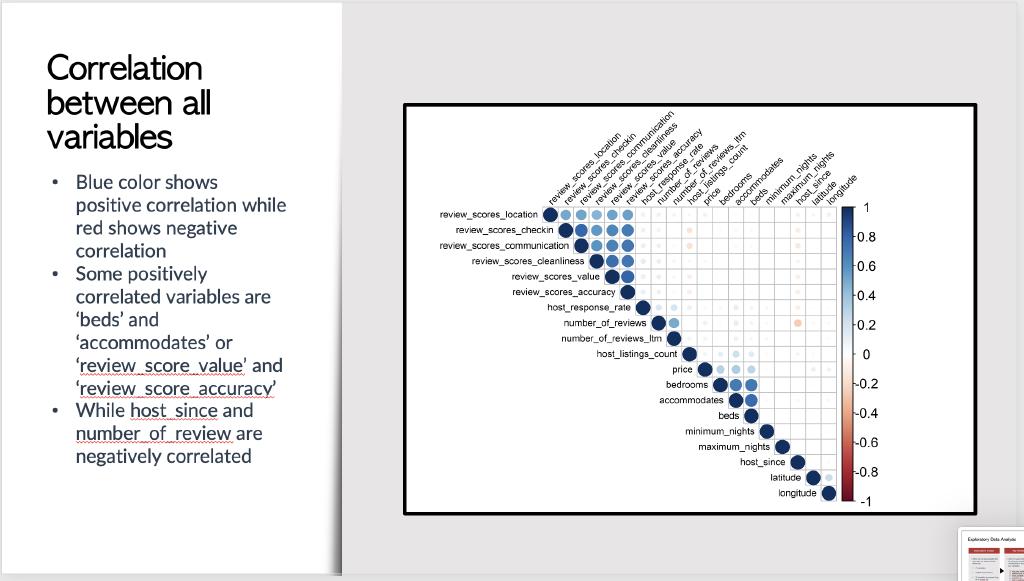 Correlation
between all
variables
• Blue color shows
positive correlation while
red shows negative
correlation
• Some positively
correlated variables are
‘beds’ and
‘accommodates’ or
‘review_score_value’ and
‘review_score_accuracy’
• While host_since and
number_of_review are
negatively correlated
review_scores_location
review_scores_checkin
review_scores_communication
review_scores_cleanliness
review_scores_value
review_scores_accuracy
host_response_rate
number_of_reviews
number_of_reviews_ltm
host_listings_count
price
bedrooms
accommodates
beds
minimum_nights
maximum_nights
host_since
latitude
longitude
review_scores_location
review_scores_checkin
review_scores_communication
review_scores_cleanliness
review_scores_value
review_scores_accuracy
host_response_rate
number_of_reviews
number_of_reviews_ltm
host_listings_count
price
bedrooms
accommodates
beds
minimum_nights
maximum_nights
host_since
latitude
longitude
1
0.8
0.6
0.4
0.2
0
-0.2
-0.4
-0.6
-0.8
-1
Exploratory Data Analysis